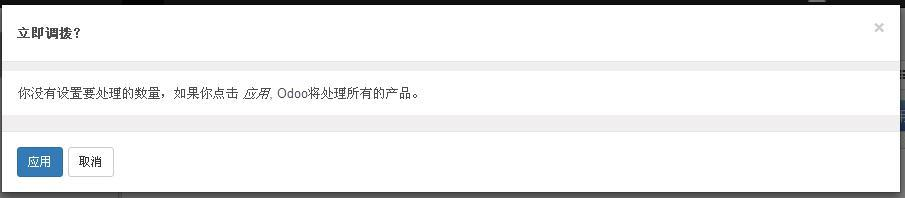 立即调拨？
×
你没有设置要处理的数量，如果你点击 应用, Odoo将处理所有的产品。
应用 取消